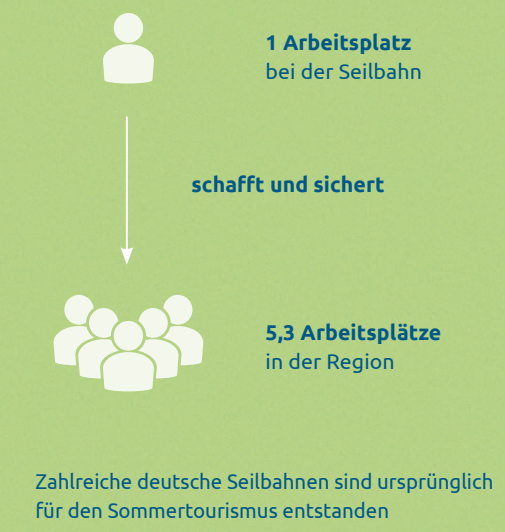 1 Arbeitsplatz
bei der Seilbahn
schafft und sichert
5,3 Arbeitsplätze
in der Region
Zahlreiche deutsche Seilbahnen sind ursprünglich
für den Sommertourismus entstanden